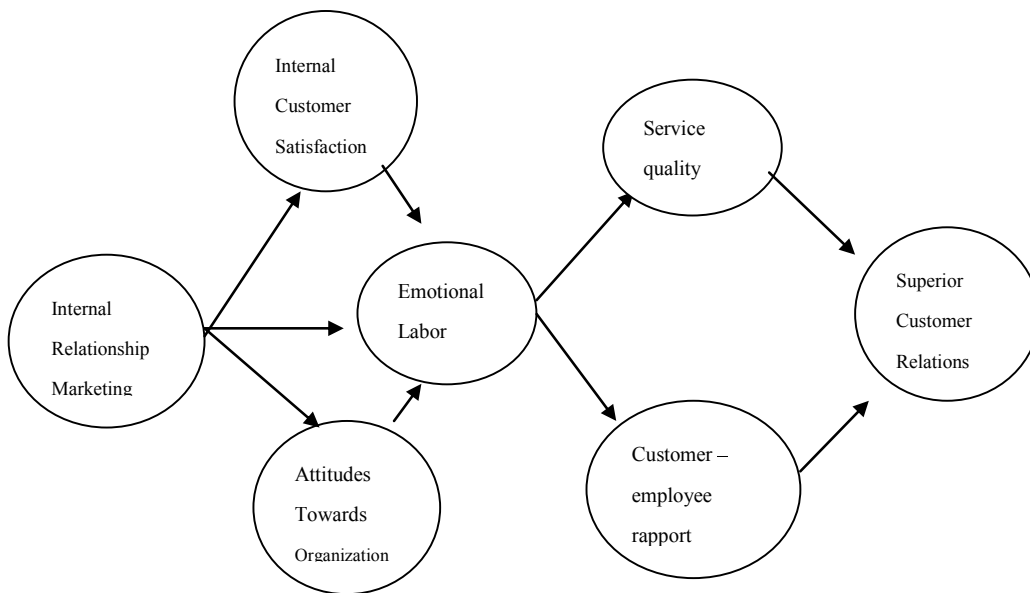 Internal
Customer
Satisfaction
Service
quality
Emotional
Labor
Internal
Relationship
Marketing
Superior
Customer
Relations
Attitudes
Towards
Organization
Customer –
employee
rapport